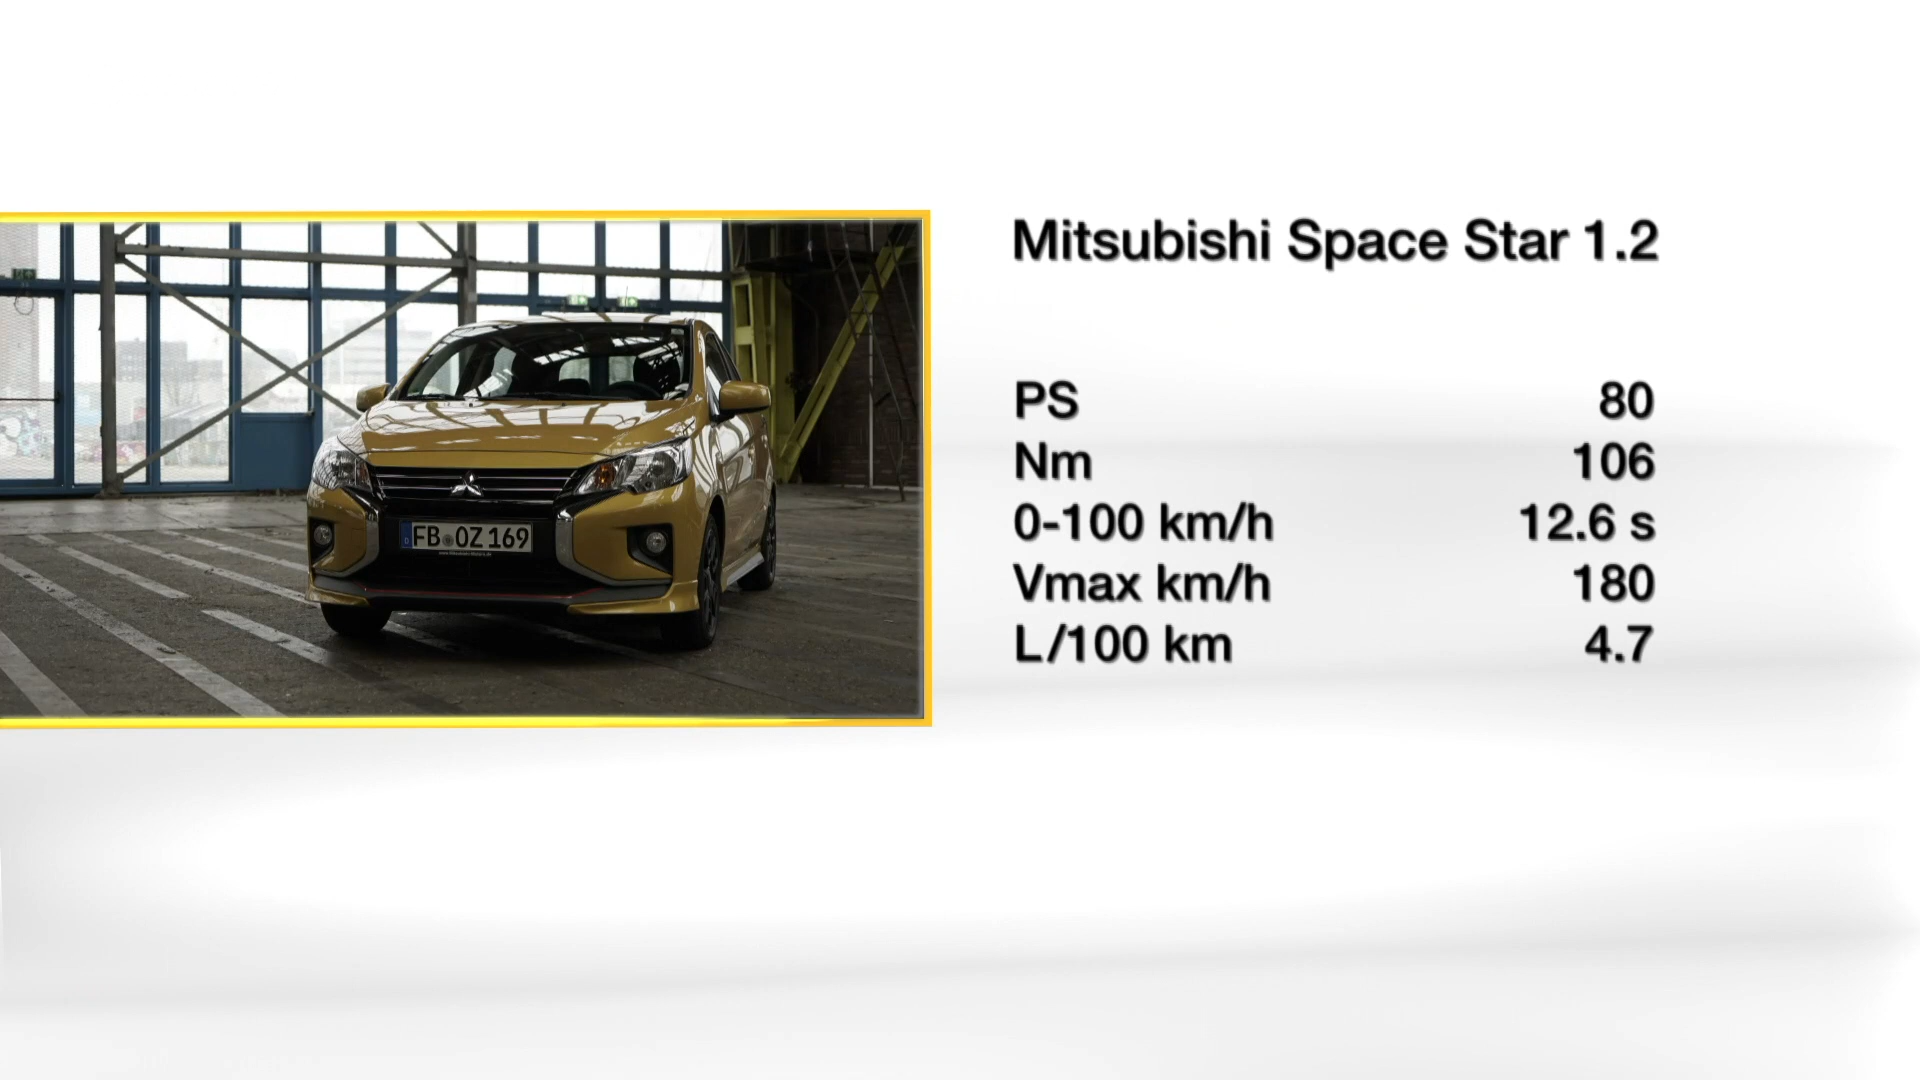 Mitsubishi Space Star 1.2
PS 80
Nm 106
0-100 km/h 12.6 s
Vmax km/h 180
L/100 km 4.7
FB OZ 169